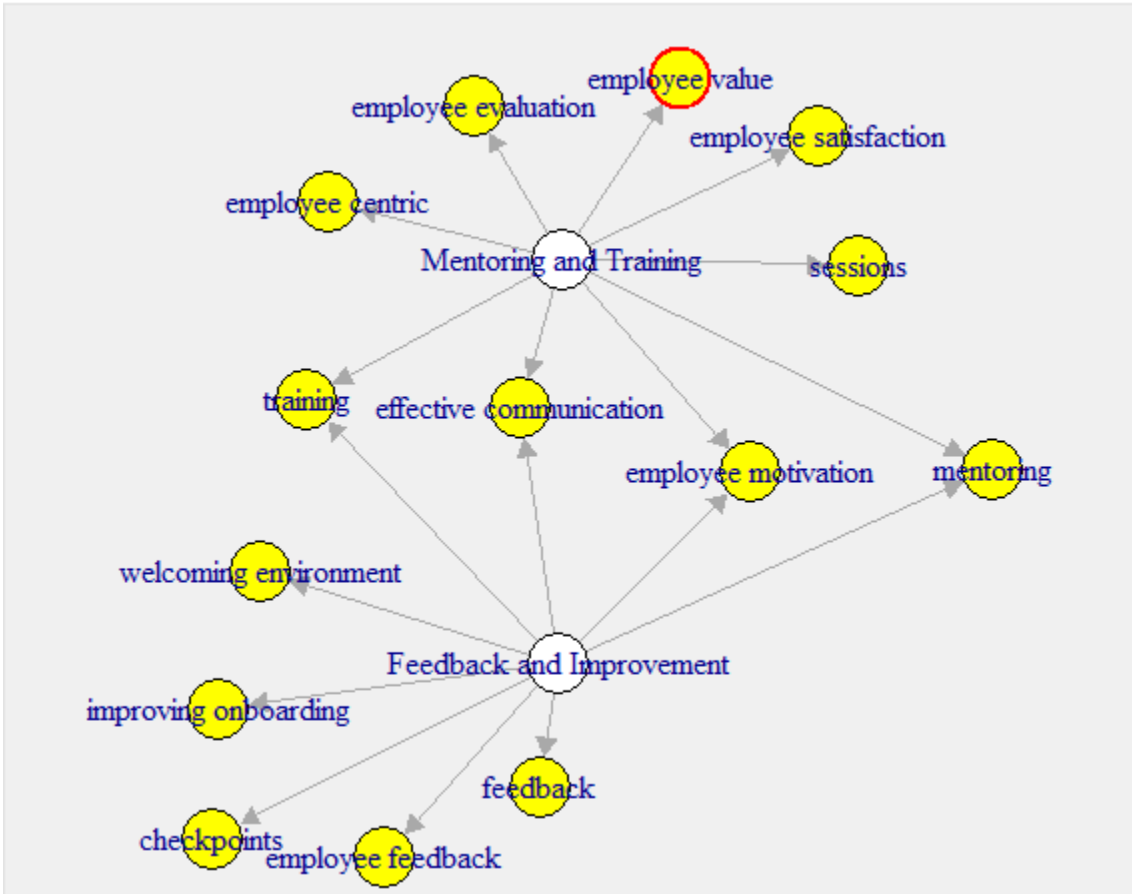 employee value
employee evaluation
employee satisfaction
employee centric
Mentoring and Training
sessions
training
effective communication
employee motivation
mentoring
welcoming environment
Feedback and Improvement
improving onboarding
feedback
checkpoints
employee feedback